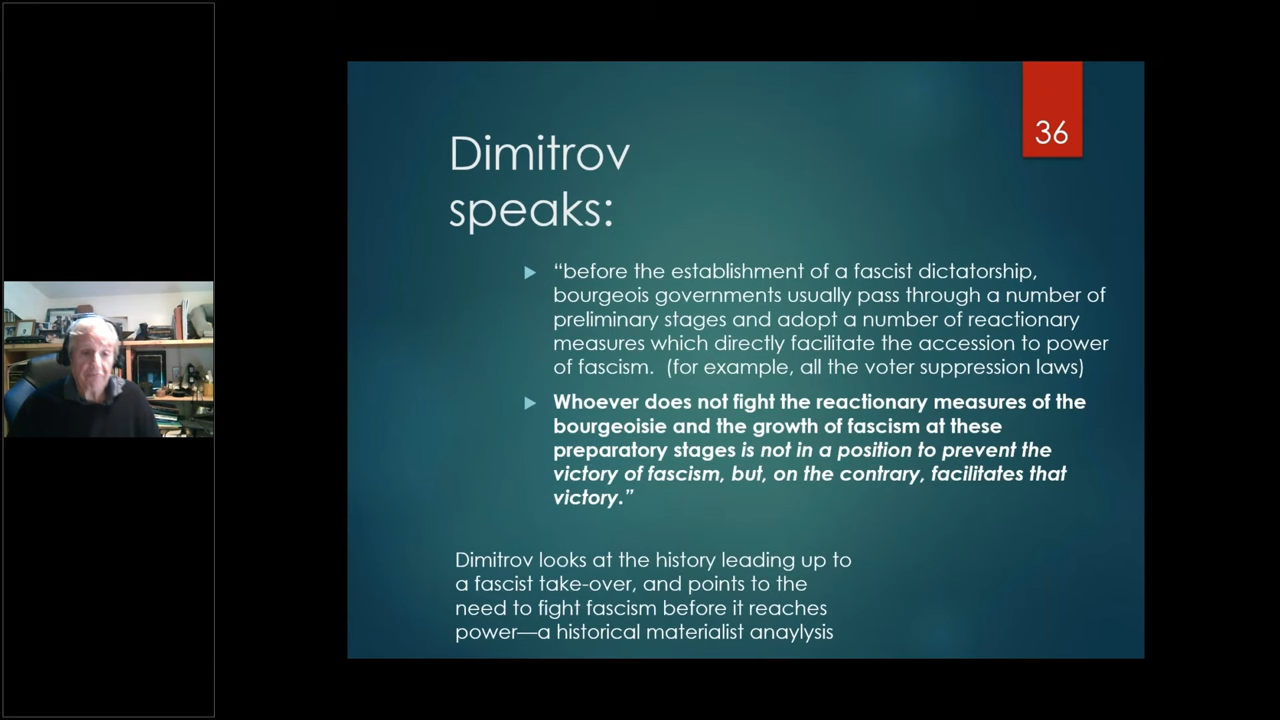 36
Dimitrov
speaks:
“before the establishment of a fascist dictatorship,
bourgeois governments usually pass through a number of
preliminary stages and adopt a number of reactionary
measures which directly facilitate the accession to power
of fascism. (for example, all the voter suppression laws)
Whoever does not fight the reactionary measures of the
bourgeoisie and the growth of fascism at these
preparatory stages is not in a position to prevent the
victory of fascism, but, on the contrary, facilitates that
victory.”
Dimitrov looks at the history leading up to
a fascist take-over, and points to the
need to fight fascism before it reaches
power—a historical materialist anaylysis